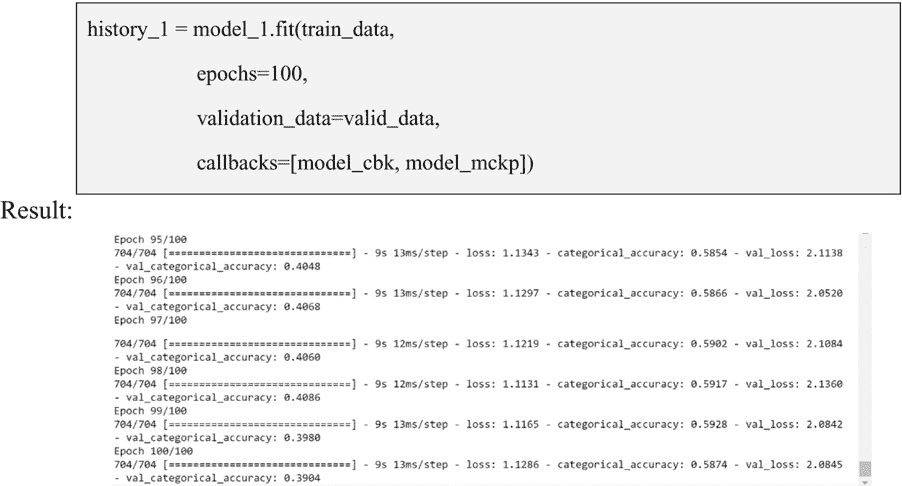 history_1 = model_1.fit(train_data,
epochs=100,
validation_data=valid_data,
callbacks=[model_cbk, model_mckp])
Result:
Epoch 95/100
704/704 [==============================] - 9s 13ms/step - loss: 1.1343 - categorical_accuracy: 0.5854 - val_loss: 2.1138
- val_categorical_accuracy: 0.4048
Epoch 96/100
704/704 [==============================] - 9s 13ms/step - loss: 1.1297 - categorical_accuracy: 0.5866 - val_loss: 2.0520
- val_categorical_accuracy: 0.4068
Epoch 97/100
704/704 [==============================] - 9s 12ms/step - loss: 1.1219 - categorical_accuracy: 0.5902 - val_loss: 2.1084
- val_categorical_accuracy: 0.4060
Epoch 98/100
704/704 [==============================] - 9s 12ms/step - loss: 1.1131 - categorical_accuracy: 0.5917 - val_loss: 2.1360
- val_categorical_accuracy: 0.4086
Epoch 99/100
704/704 [==============================] - 9s 13ms/step - loss: 1.1165 - categorical_accuracy: 0.5928 - val_loss: 2.0842
- val_categorical_accuracy: 0.3980
Epoch 100/100
704/704 [==============================] - 9s 13ms/step - loss: 1.1286 - categorical_accuracy: 0.5874 - val_loss: 2.0845
- val_categorical_accuracy: 0.3904